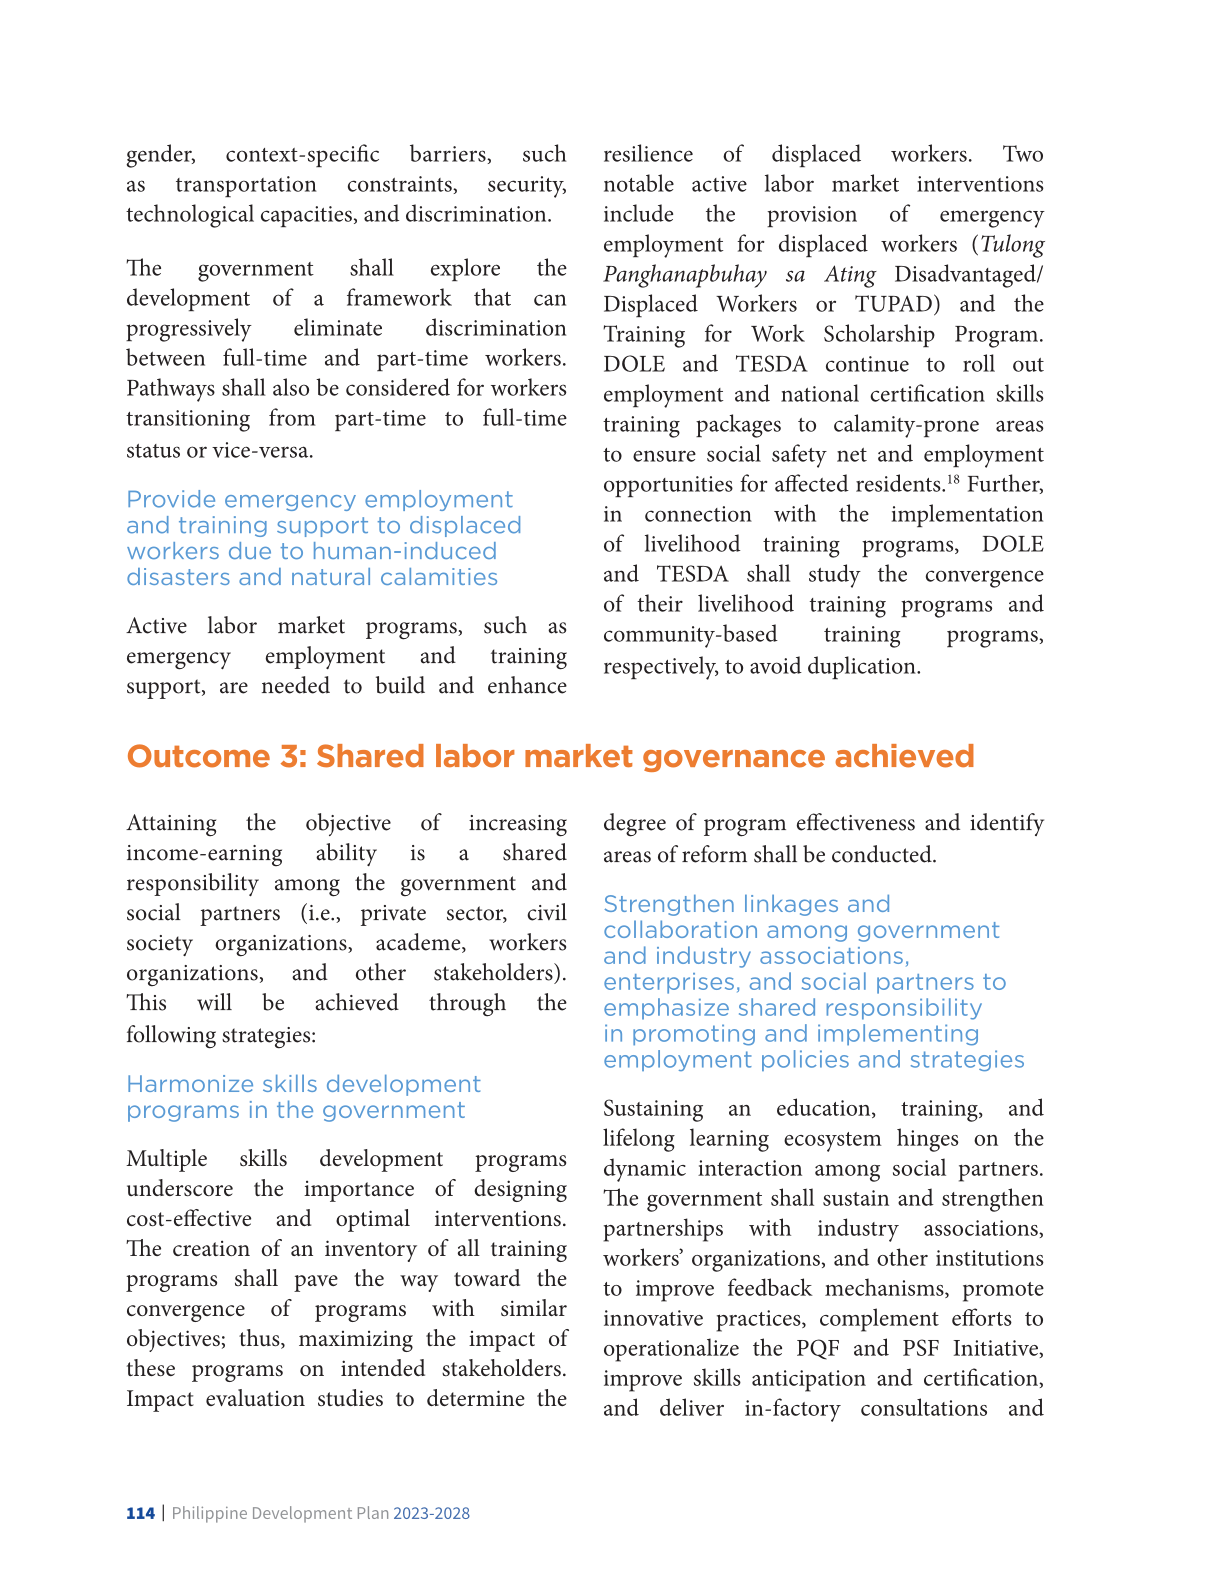 gender, context-specific barriers, such
as transportation constraints, security,
technological capacities, and discrimination.
The government shall explore the
development of a framework that can
progressively eliminate discrimination
between full-time and part-time workers.
Pathways shall also be considered for workers
transitioning from part-time to full-time
status or vice-versa.
Provide emergency employment
and training support to displaced
workers due to human-induced
disasters and natural calamities
Active labor market programs, such as
emergency employment and training
support, are needed to build and enhance
resilience of displaced workers. Two
notable active labor market interventions
include the provision of emergency
employment for displaced workers (Tulong
Panghanapbuhay sa Ating Disadvantaged/
Displaced Workers or TUPAD) and the
Training for Work Scholarship Program.
DOLE and TESDA continue to roll out
employment and national certification skills
training packages to calamity-prone areas
to ensure social safety net and employment
opportunities for affected residents.18 Further,
in connection with the implementation
of livelihood training programs, DOLE
and TESDA shall study the convergence
of their livelihood training programs and
community-based training programs,
respectively, to avoid duplication.
Outcome 3: Shared labor market governance achieved
Attaining the objective of increasing
income-earning ability is a shared
responsibility among the government and
social partners (i.e., private sector, civil
society organizations, academe, workers
organizations, and other stakeholders).
This will be achieved through the
following strategies:
Harmonize skills development
programs in the government
Multiple skills development programs
underscore the importance of designing
cost-effective and optimal interventions.
The creation of an inventory of all training
programs shall pave the way toward the
convergence of programs with similar
objectives; thus, maximizing the impact of
these programs on intended stakeholders.
Impact evaluation studies to determine the
degree of program effectiveness and identify
areas of reform shall be conducted.
Strengthen linkages and
collaboration among government
and industry associations,
enterprises, and social partners to
emphasize shared responsibility
in promoting and implementing
employment policies and strategies
Sustaining an education, training, and
lifelong learning ecosystem hinges on the
dynamic interaction among social partners.
The government shall sustain and strengthen
partnerships with industry associations,
workers’ organizations, and other institutions
to improve feedback mechanisms, promote
innovative practices, complement efforts to
operationalize the PQF and PSF Initiative,
improve skills anticipation and certification,
and deliver in-factory consultations and
114 | Philippine Development Plan 2023-2028